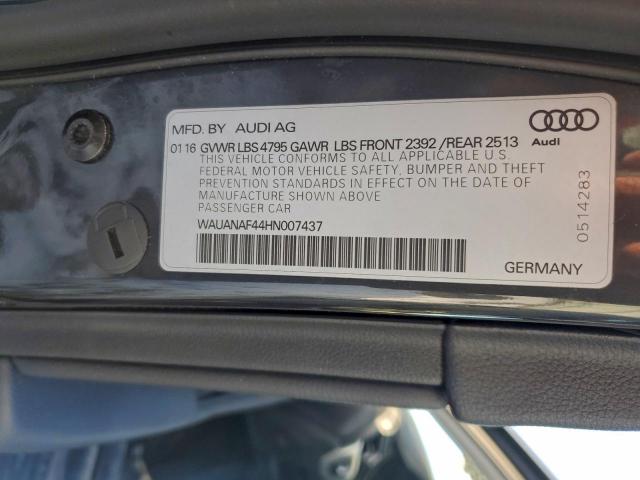 MFD. BY AUDI AG
01 16 GVWR LBS 4795 GAWR LBS FRONT 2392 /REAR 2513
THIS VEHICLE CONFORMS TO ALL APPLICABLE U.S.
FEDERAL MOTOR VEHICLE SAFETY, BUMPER AND THEFT
PREVENTION STANDARDS IN EFFECT ON THE DATE OF
MANUFACTURE SHOWN ABOVE
PASSENGER CAR
WAUANAF44HN007437
Audi
0514283
GERMANY